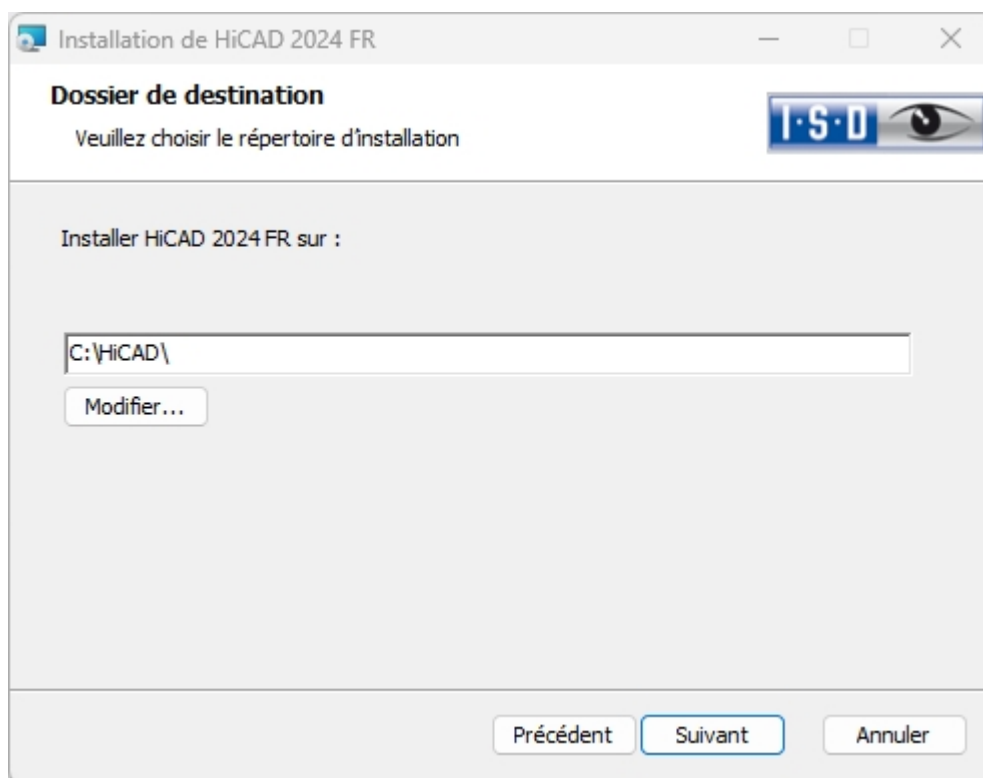 Installation de HiCAD 2024 FR
Dossier de destination
Veuillez choisir le répertoire d'installation
I·S·D
Installer HiCAD 2024 FR sur :
C:\HiCAD\
Modifier...
Précédent
Suivant
Annuler